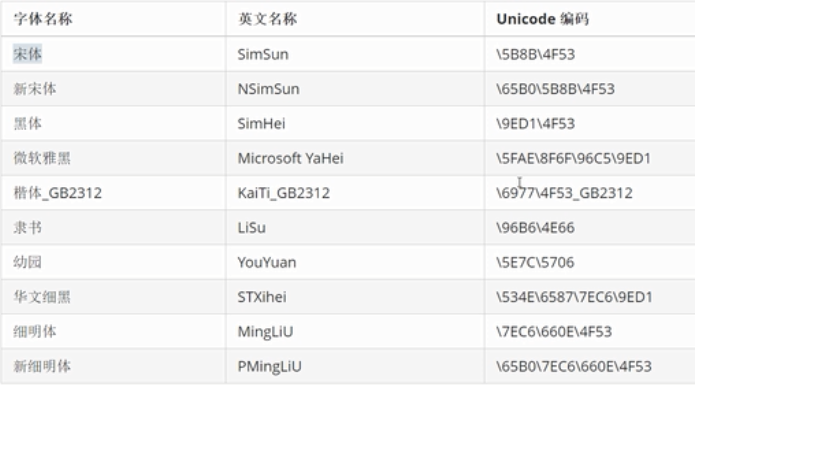 字体名称 英文名称 Unicode 编码
宋体 SimSun \5B8B\4F53
新宋体 NSimSun \65B0\5B8B\4F53
黑体 SimHei \9ED1\4F53
微软雅黑 Microsoft YaHei \5FAE\8F6F\96C5\9ED1
楷体_GB2312 KaiTi_GB2312 \6977\4F53_GB2312
隶书 LiSu \96B6\4E66
幼园 YouYuan \5E7C\5706
华文细黑 STXihei \534E\6587\7EC6\9ED1
细明体 MingLiU \7EC6\660E\4F53
新细明体 PMingLiU \65B0\7EC6\660E\4F53